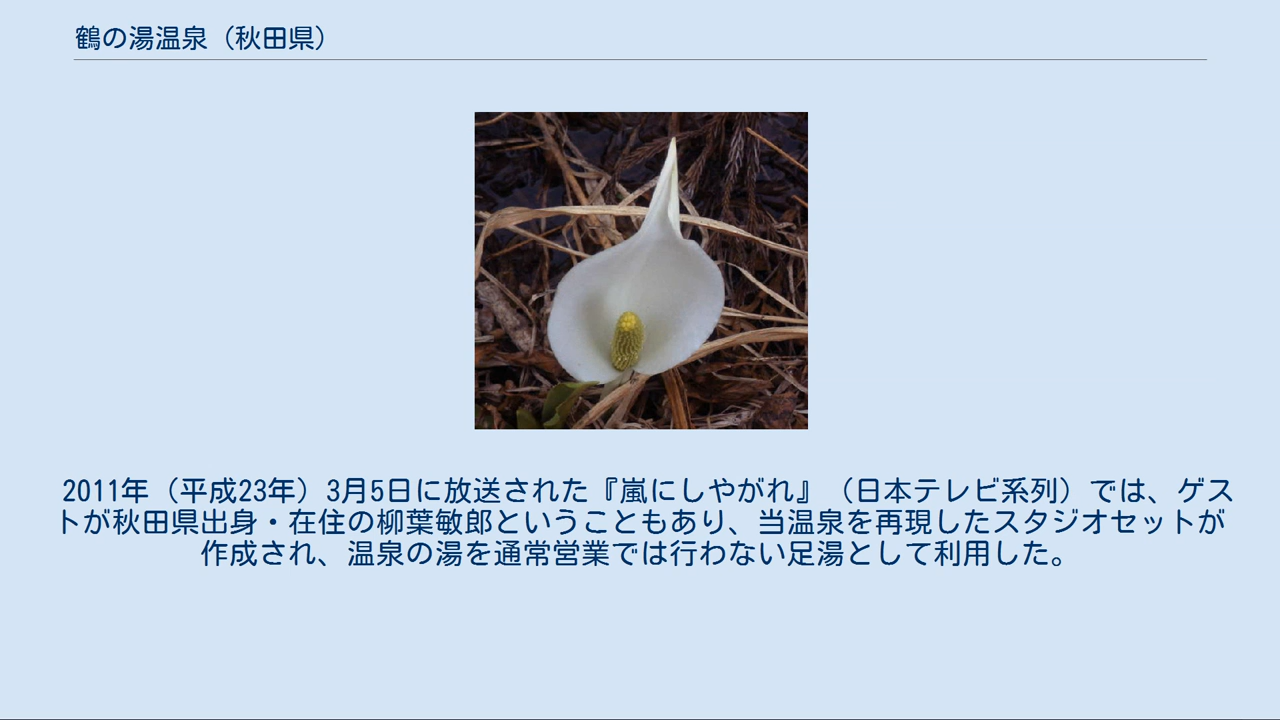 鶴の湯温泉（秋田県）
2011年（平成23年）3月5日に放送された『嵐にしやがれ』（日本テレビ系列）では、ゲス
トが秋田県出身・在住の柳葉敏郎ということもあり、当温泉を再現したスタジオセットが
作成され、温泉の湯を通常営業では行わない足湯として利用した。